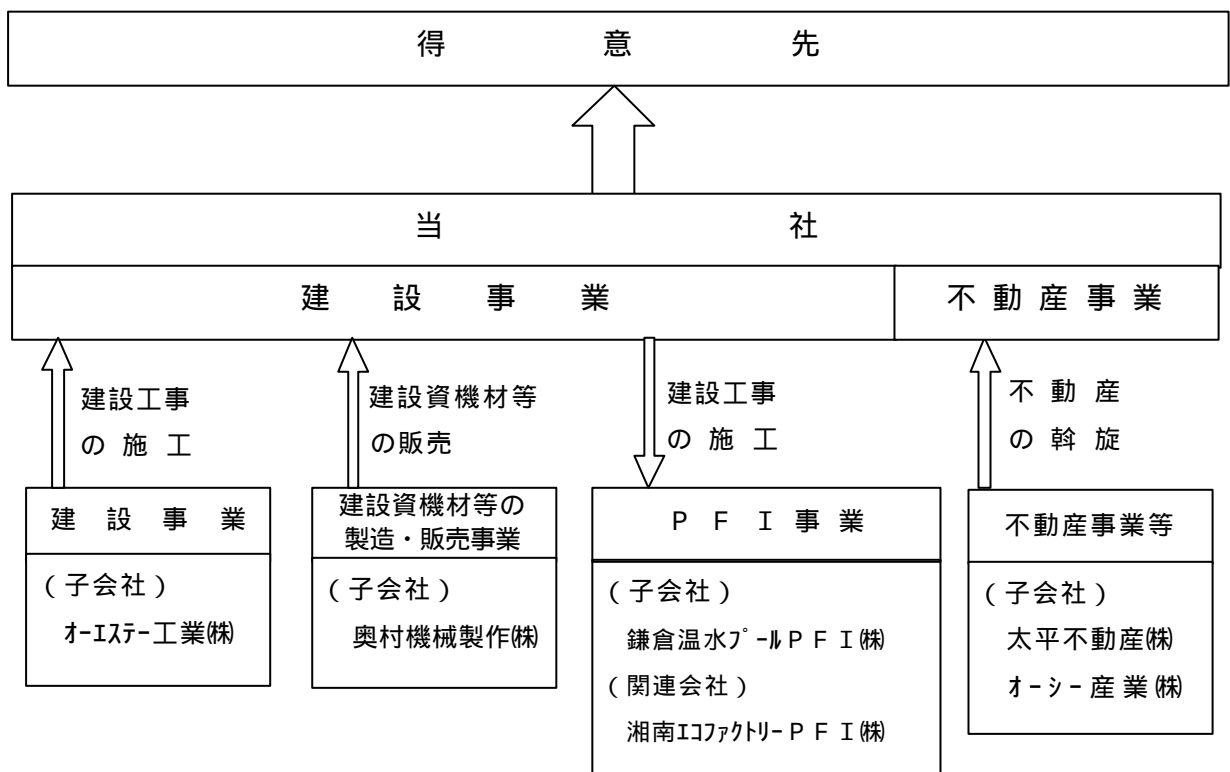 得意先
当社
建設事業
不動産事業
建設工事
の施工
建設資機材等
の販売
建設工事
の施工
不動産
の斡旋
建設事業
(子会社)
ｵｰｴｽﾃｰ工業㈱
建設資機材等の
製造・販売事業
(子会社)
奥村機械製作㈱
ＰＦＩ事業
(子会社)
鎌倉温水ﾌﾟｰﾙＰＦＩ㈱
(関連会社)
湘南ｴｺﾌｧｸﾄﾘｰＰＦＩ㈱
不動産事業等
(子会社)
太平不動産㈱
ｵｰｼｰ産業㈱